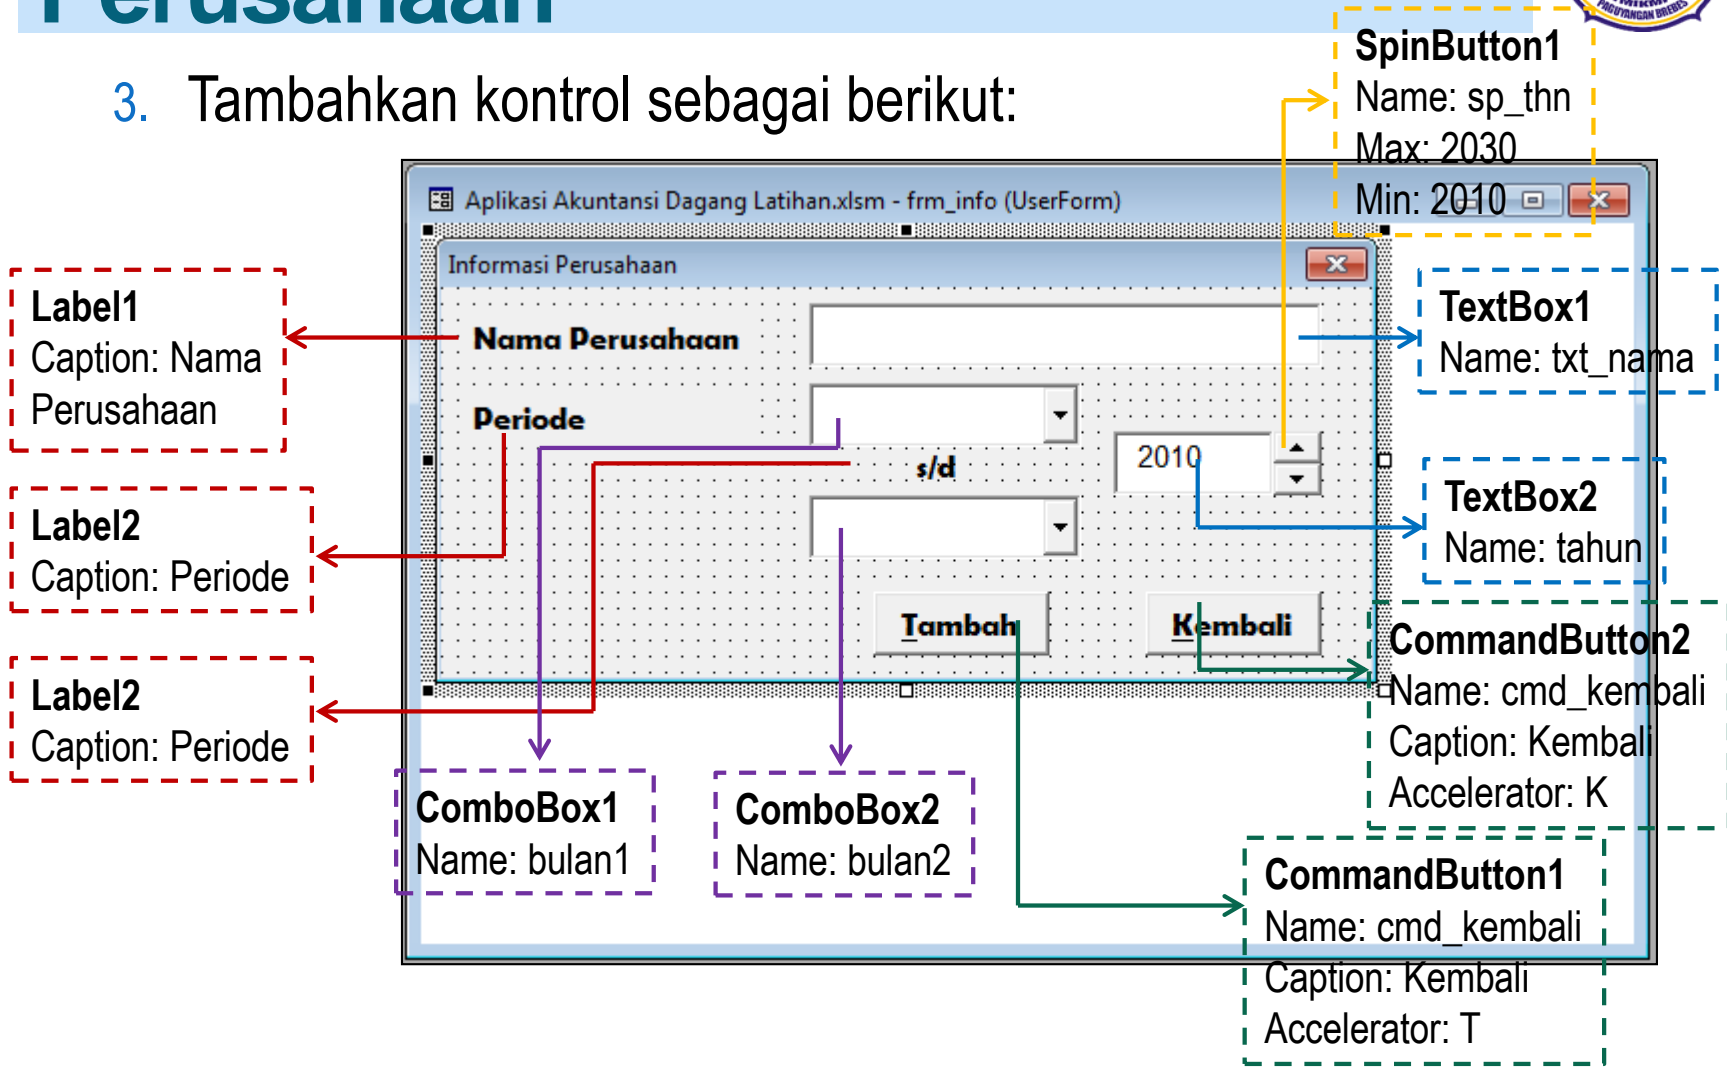 Perusahaan
PAGUYANGAN BREBES
3. Tambahkan kontrol sebagai berikut:
SpinButton1
Name: sp_thn
Max: 2030
Min: 2010
Aplikasi Akuntansi Dagang Latihan.xlsm - frm_info (UserForm)
Informasi Perusahaan
Label1
Caption: Nama
Perusahaan
Nama Perusahaan
TextBox1
Name: txt_nama
Periode
2010
s/d
Label2
Caption: Periode
TextBox2
Name: tahun
Tambah
Kembali
Label2
Caption: Periode
CommandButton2
Name: cmd_kembali
Caption: Kembali
Accelerator: K
ComboBox1
Name: bulan1
ComboBox2
Name: bulan2
CommandButton1
Name: cmd_kembali
Caption: Kembali
Accelerator: T